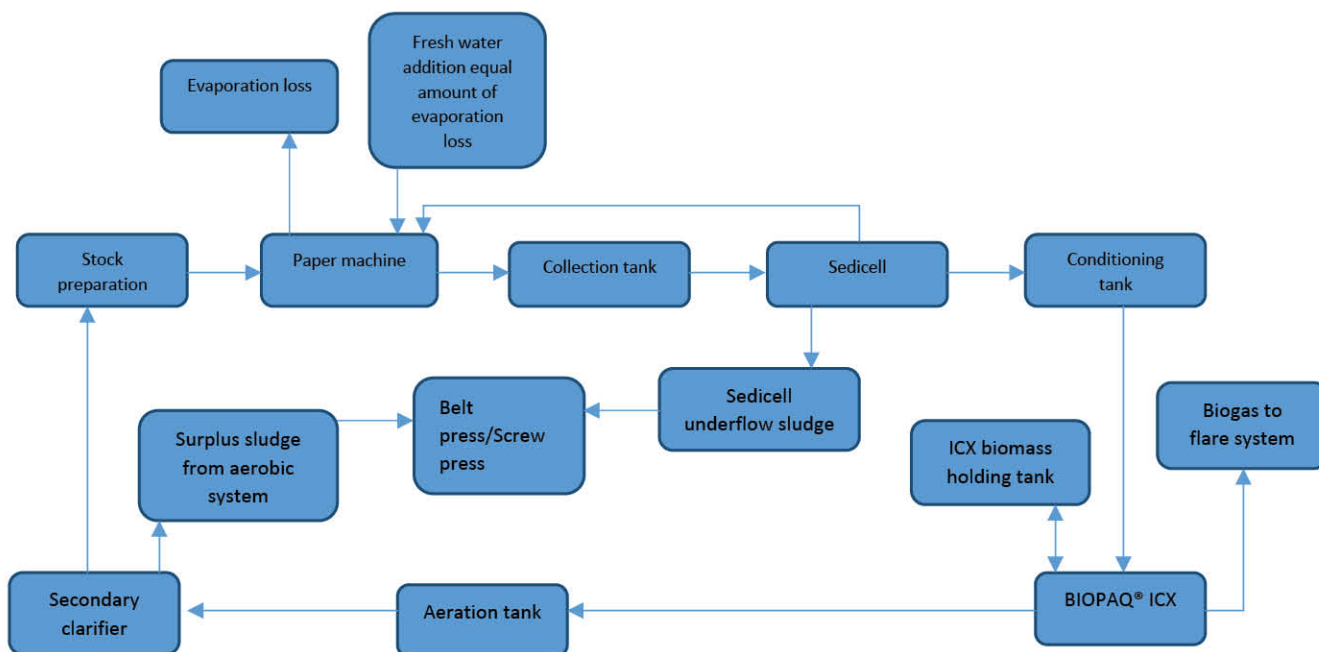 Fresh water
addition equal
amount of
evaporation
loss
Evaporation loss
Stock
preparation
Paper machine
Collection tank
Sedicell
Conditioning
tank
Surplus sludge
from aerobic
system
Belt
press/Screw
press
Sedicell
underflow sludge
ICX biomass
holding tank
Biogas to
flare system
Secondary
clarifier
Aeration tank
BIOPAQ® ICX